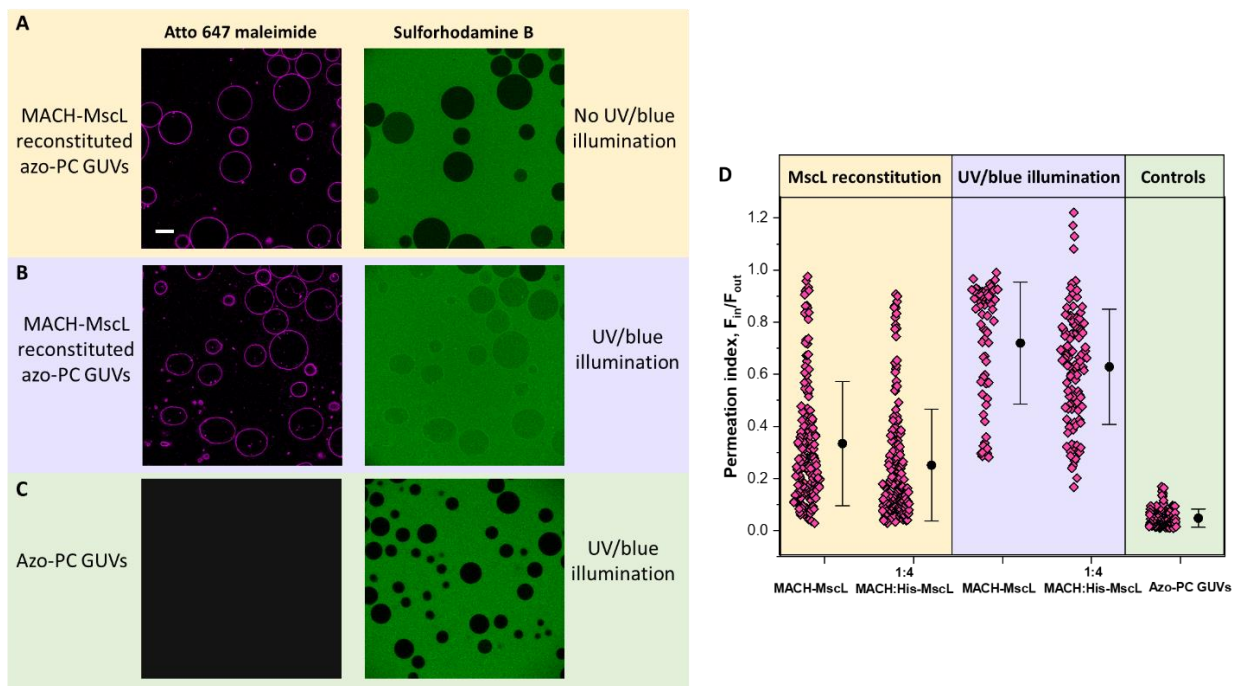 A
Atto 647 maleimide
Sulforhodamine B
MACH-MscL
reconstituted
azo-PC GUVs
No UV/blue
illumination
B
MACH-MscL
reconstituted
azo-PC GUVs
UV/blue
illumination
C
Azo-PC GUVs
UV/blue
illumination
D
MscL reconstitution
UV/blue illumination
Controls
Permeation index, F_in/F_out
1.2
1.0
0.8
0.6
0.4
0.2
0.0
1:4
1:4
MACH-MscL
MACH:His-MscL
MACH-MscL
MACH:His-MscL
Azo-PC GUVs